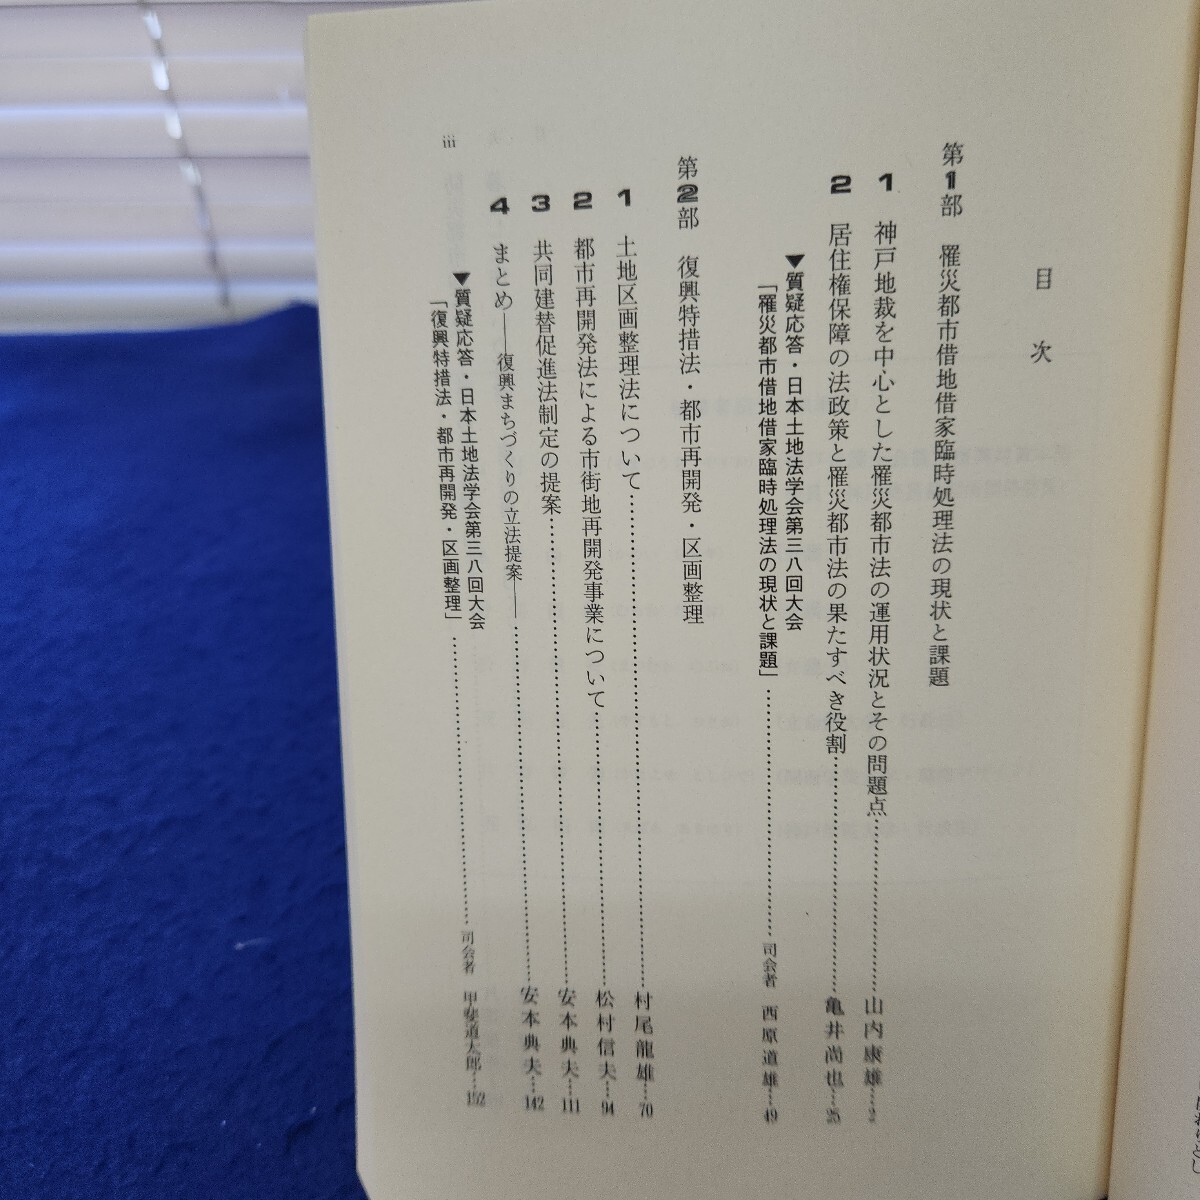 目次
第1部 罹災都市借地借家臨時処理法の現状と課題
1 神戸地裁を中心とした罹災都市法の運用状況とその問題点……山内康雄…2
2 居住権保障の法政策と罹災都市法の果たすべき役割……亀井尚也…25
▼質疑応答・日本土地法学会第三八回大会
「罹災都市借地借家臨時処理法の現状と課題」……司会者 西原道雄…49
第2部 復興特措法・都市再開発・区画整理
1 土地区画整理法について……村尾龍雄…70
2 都市再開発法による市街地再開発事業について……松村信夫…94
3 共同建替促進法制定の提案……安本典夫…111
4 まとめ——復興まちづくりの立法提案——……安本典夫…142
▼質疑応答・日本土地法学会第三八回大会
「復興特措法・都市再開発・区画整理」……司会者 甲斐道太郎…152
iii